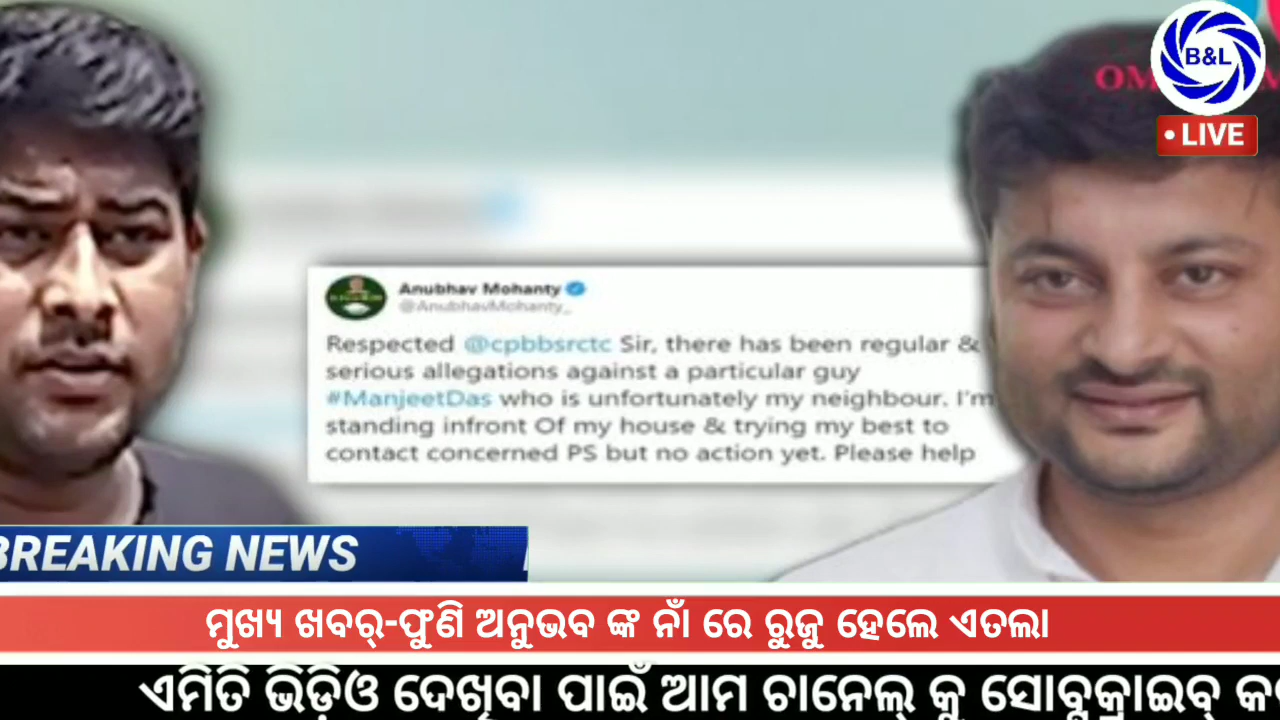 OM
B&L
• LIVE
Anubhav Mohanty
@AnubhavMohanty_
Respected @cpbbsrctc Sir, there has been regular &
serious allegations against a particular guy
#ManjeetDas who is unfortunately my neighbour. I'm
standing infront Of my house & trying my best to
contact concerned PS but no action yet. Please help
BREAKING NEWS
ମୁଖ୍ୟ ଖବର୍-ଫୁଣି ଅନୁଭବ ଙ୍କ ନାଁ ରେ ରୁଜୁ ହେଲେ ଏତଲା
ଏମିତି ଭିଡ଼ିଓ ଦେଖିବା ପାଇଁ ଆମ ଚାନେଲ୍ କୁ ସୋବ୍ସକ୍ରାଇବ୍